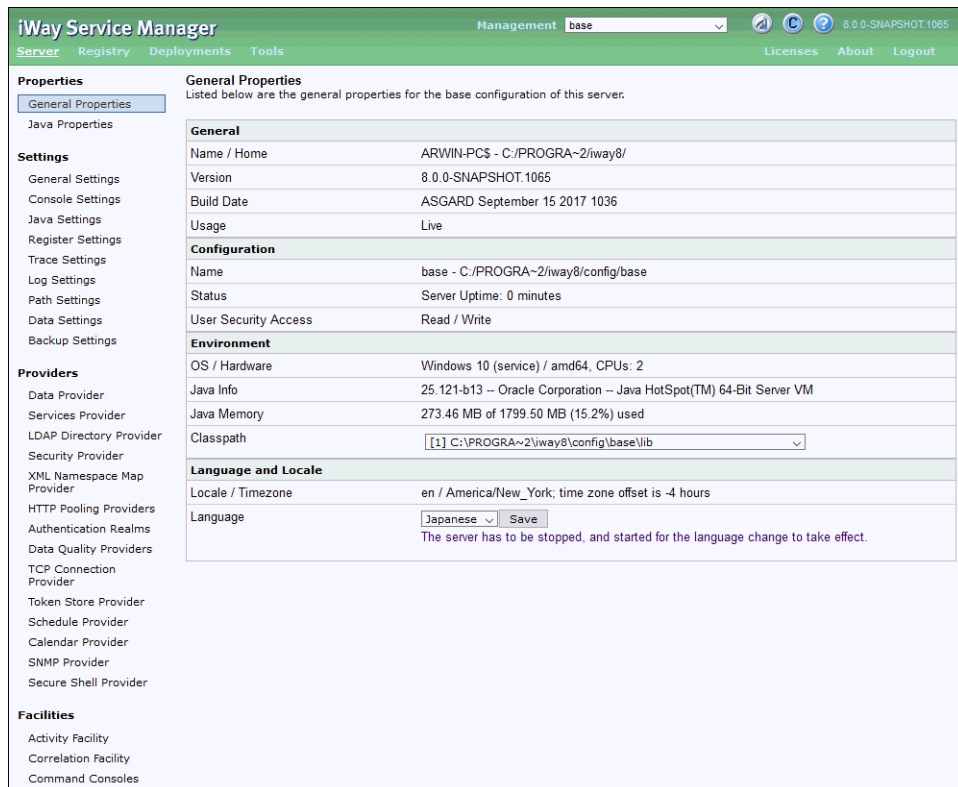 iWay Service Manager
Management base
8.0.0-SNAPSHOT.1065
Server Registry Deployments Tools
Licenses About Logout
Properties
General Properties
Java Properties
Settings
General Settings
Console Settings
Java Settings
Register Settings
Trace Settings
Log Settings
Path Settings
Data Settings
Backup Settings
Providers
Data Provider
Services Provider
LDAP Directory Provider
Security Provider
XML Namespace Map
Provider
HTTP Pooling Providers
Authentication Realms
Data Quality Providers
TCP Connection
Provider
Token Store Provider
Schedule Provider
Calendar Provider
SNMP Provider
Secure Shell Provider
Facilities
Activity Facility
Correlation Facility
Command Consoles
General Properties
Listed below are the general properties for the base configuration of this server.
General
Name / Home ARWIN-PC$ - C:/PROGRA~2/iway8/
Version 8.0.0-SNAPSHOT.1065
Build Date ASGARD September 15 2017 1036
Usage Live
Configuration
Name base - C:/PROGRA~2/iway8/config/base
Status Server Uptime: 0 minutes
User Security Access Read / Write
Environment
OS / Hardware Windows 10 (service) / amd64, CPUs: 2
Java Info 25.121-b13 -- Oracle Corporation -- Java HotSpot(TM) 64-Bit Server VM
Java Memory 273.46 MB of 1799.50 MB (15.2%) used
Classpath [1] C:\PROGRA~2\iway8\config\base\lib
Language and Locale
Locale / Timezone en / America/New_York; time zone offset is -4 hours
Language Japanese Save
The server has to be stopped, and started for the language change to take effect.